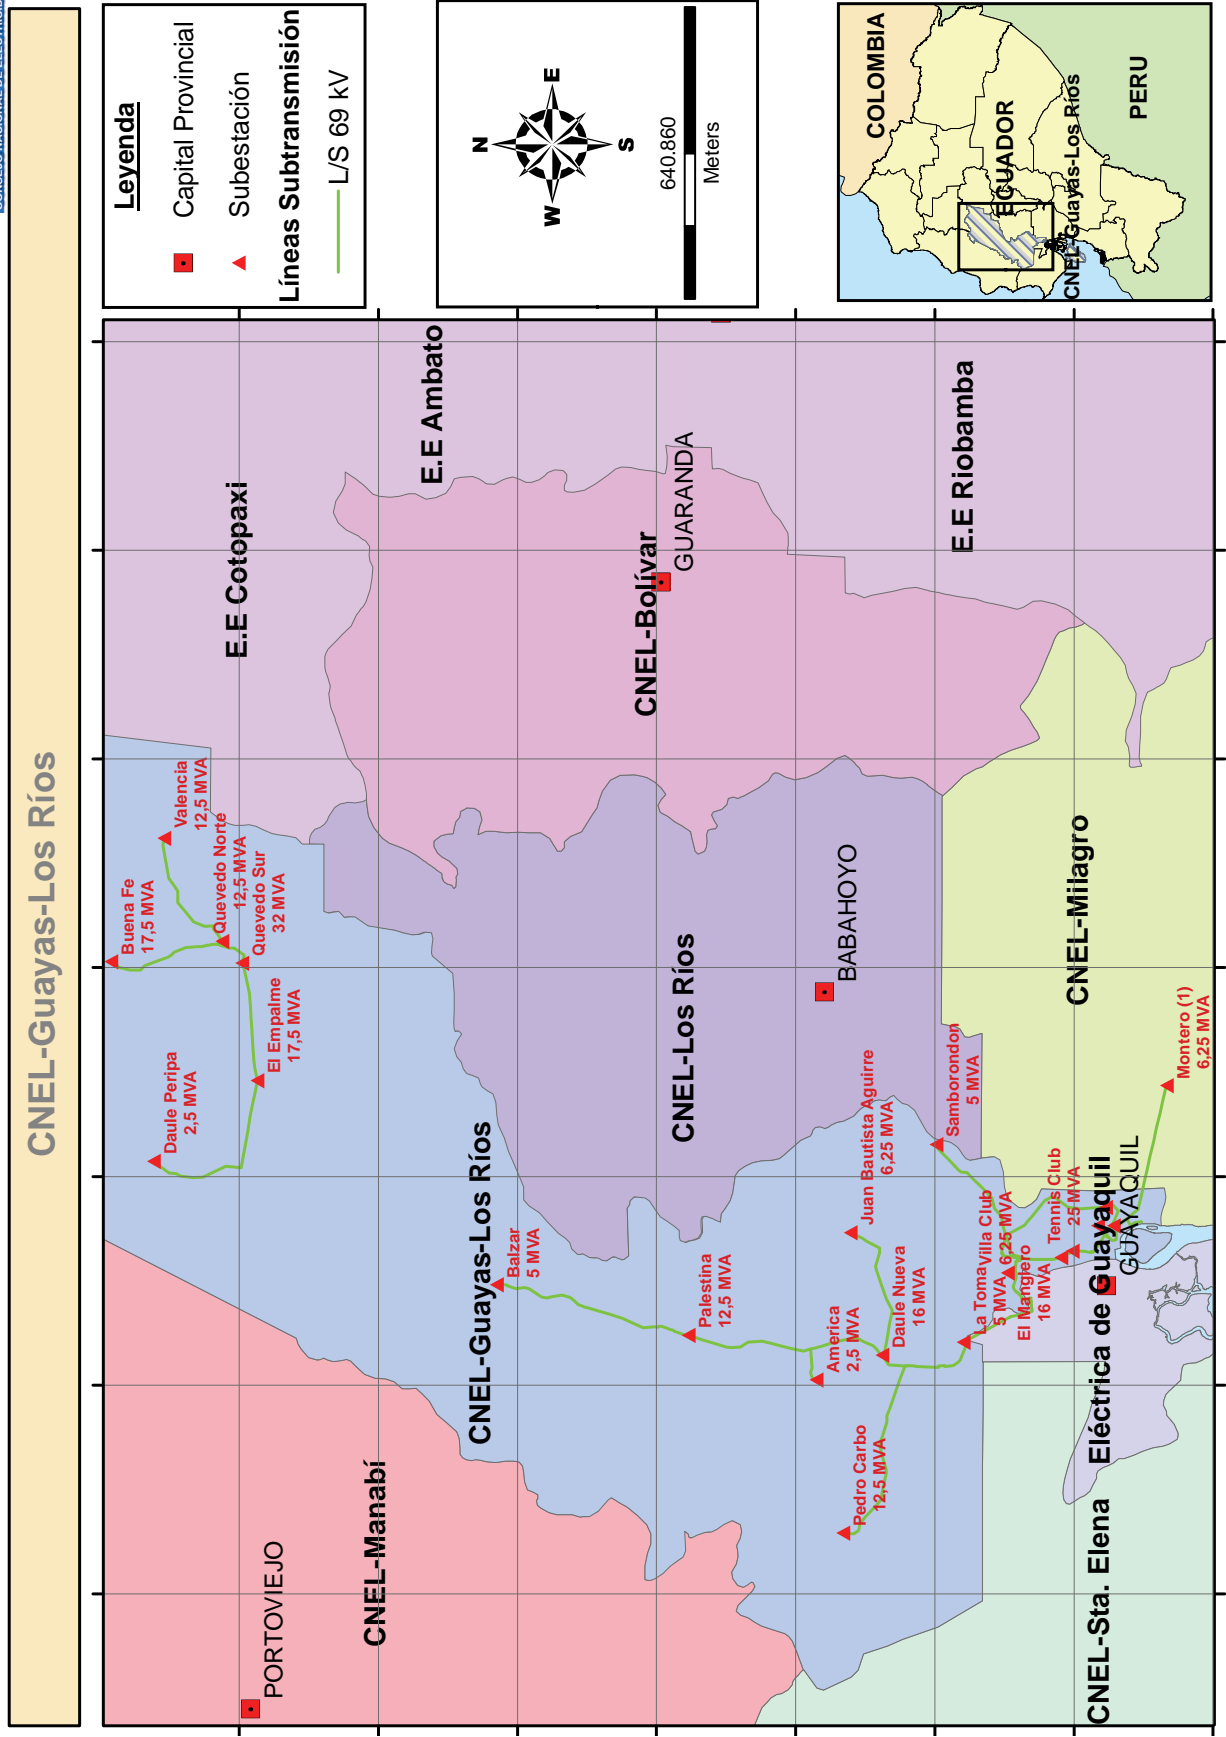 CNEL-Guayas-Los Ríos
Leyenda
Capital Provincial
Subestación
Líneas Subtransmisión
L/S 69 kV
N
W
E
S
640.860
Meters
COLOMBIA
ECUADOR
PERU
CNEL-Guayas-Los Ríos
E.E Cotopaxi
E.E Ambato
E.E Riobamba
CNEL-Bolívar
GUARANDA
CNEL-Manabí
PORTOVIEJO
CNEL-Guayas-Los Ríos
CNEL-Los Ríos
BABAHOYO
CNEL-Milagro
CNEL-Sta. Elena
Eléctrica de Guayaquil
GUAYAQUIL
Buena Fe
17,5 MVA
Valencia
12,5 MVA
Quevedo Norte
12,5 MVA
Quevedo Sur
32 MVA
El Empalme
17,5 MVA
Daule Peripa
2,5 MVA
Balzar
5 MVA
Palestina
12,5 MVA
America
2,5 MVA
Juan Bautista Aguirre
6,25 MVA
Daule Nueva
16 MVA
Pedro Carbo
12,5 MVA
Samborondon
5 MVA
La Toma
5 MVA
Villa Club
6,25 MVA
El Manglero
16 MVA
Tennis Club
25 MVA
Montero (1)
6,25 MVA